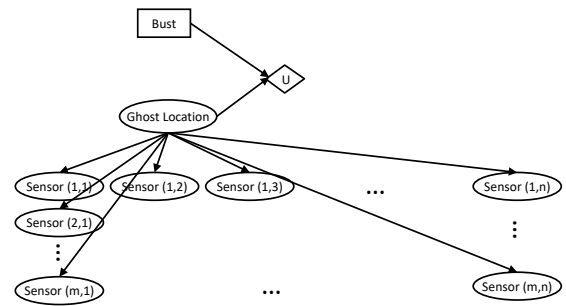 Bust
U
Ghost Location
Sensor (1,1)
Sensor (1,2)
Sensor (1,3)
...
Sensor (1,n)
Sensor (2,1)
...
...
Sensor (m,1)
...
Sensor (m,n)